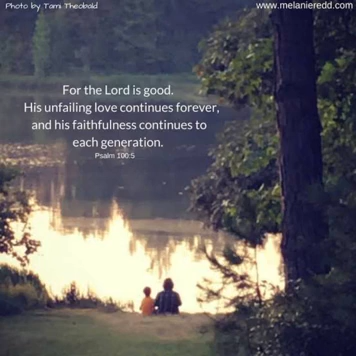 Photo by Tami Theobald
www.melanieredd.com
For the Lord is good.
His unfailing love continues forever,
and his faithfulness continues to
each generation.
Psalm 100:5